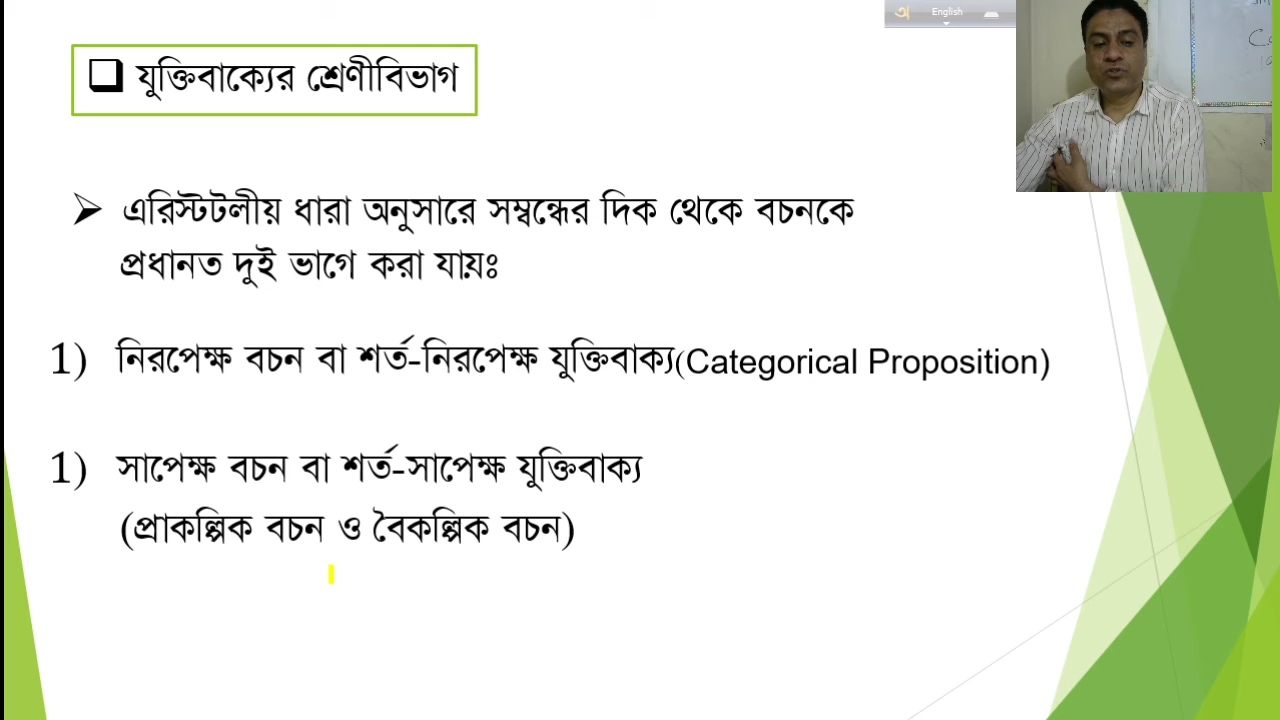 English
❑ যুক্তিবাক্যের শ্রেণীবিভাগ
➢ এরিস্টটলীয় ধারা অনুসারে সম্বন্ধের দিক থেকে বচনকে
প্রধানত দুই ভাগে করা যায়ঃ
1) নিরপেক্ষ বচন বা শর্ত-নিরপেক্ষ যুক্তিবাক্য(Categorical Proposition)
1) সাপেক্ষ বচন বা শর্ত-সাপেক্ষ যুক্তিবাক্য
(প্রাকল্পিক বচন ও বৈকল্পিক বচন)